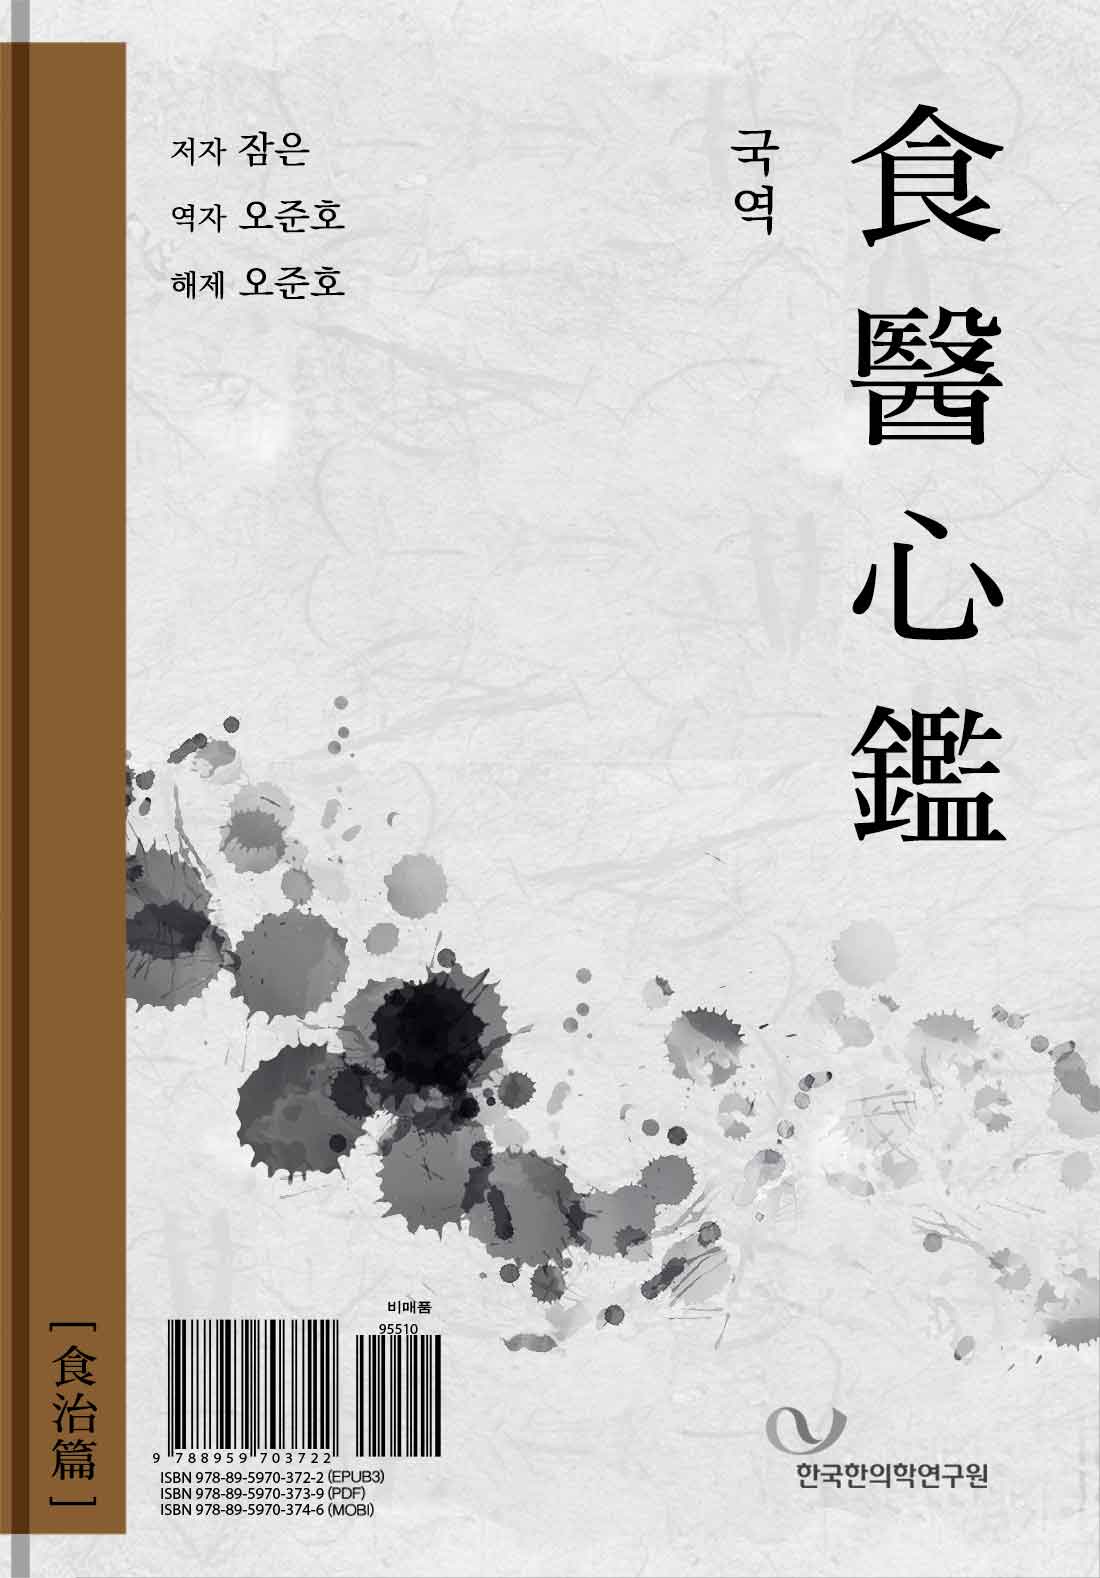 食醫心鑑
국역
저자 잠은
역자 오준호
해제 오준호
[食治篇]
비매품
95510
9 788959 703722
ISBN 978-89-5970-372-2 (EPUB3)
ISBN 978-89-5970-373-9 (PDF)
ISBN 978-89-5970-374-6 (MOBI)
한국한의학연구원